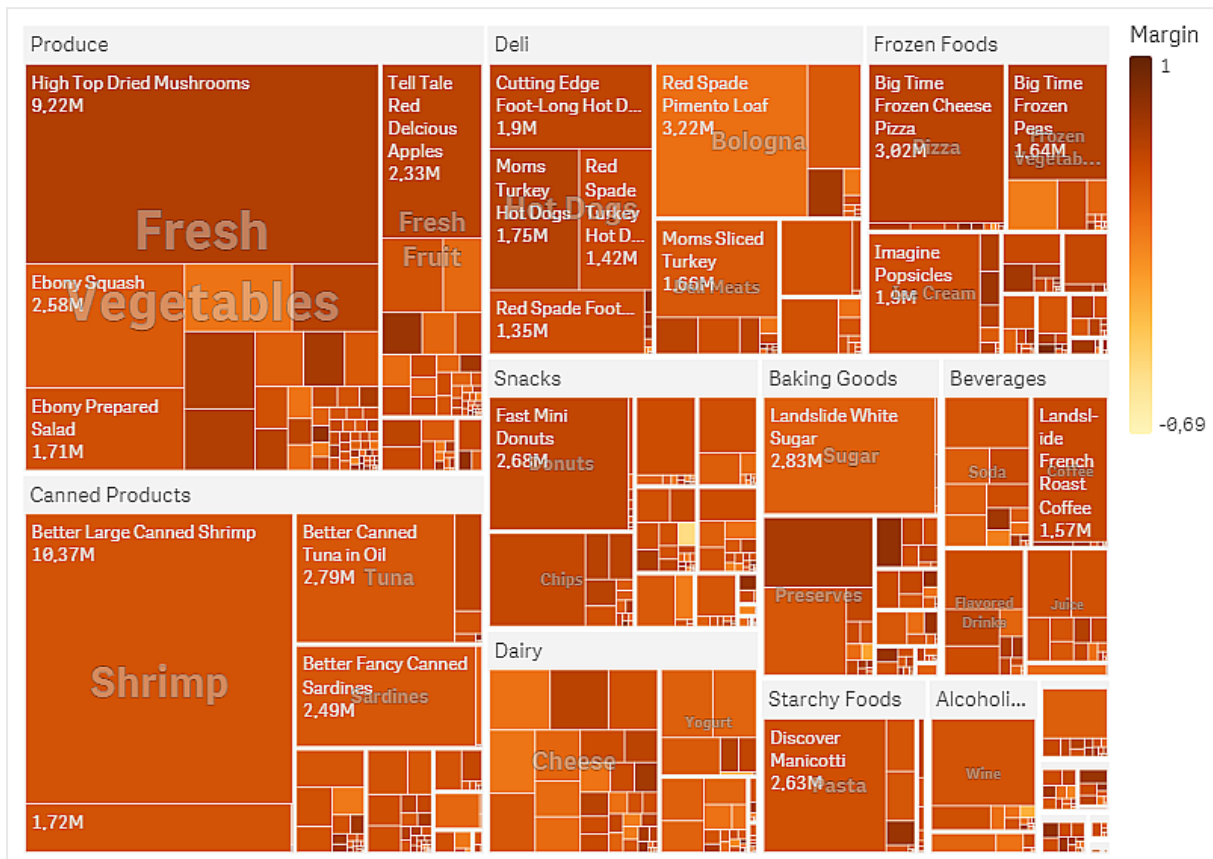 Produce
High Top Dried Mushrooms
9,22M
Tell Tale
Red
Delcious
Apples
2,33M
Fresh
Vegetables
Fresh
Fruit
Ebony Squash
2,58M
Ebony Prepared
Salad
1,71M
Canned Products
Better Large Canned Shrimp
10,37M
Shrimp
1,72M
Better Canned
Tuna in Oil
2,79M
Tuna
Better Fancy Canned
Sardines
2,49M
Sardines
Deli
Cutting Edge
Foot-Long Hot D...
1,9M
Moms
Turkey
Hot Dogs
1,75M
Red
Spade
Turkey
Hot D...
1,42M
Hot Dogs
Red Spade Foot...
1,35M
Red Spade
Pimento Loaf
3,22M
Bologna
Moms Sliced
Turkey
1,66M
Deli Meats
Frozen Foods
Big Time
Frozen Cheese
Pizza
3,02M
Pizza
Big Time
Frozen
Peas
1,64M
Frozen
Vegetab...
Imagine
Popsicles
1,9M
Ice Cream
Snacks
Fast Mini
Donuts
2,68M
Donuts
Chips
Dairy
Cheese
Yogurt
Baking Goods
Landslide White
Sugar
2,83M
Sugar
Preserves
Beverages
Soda
Landsl-
ide
French
Roast
Coffee
1,57M
Coffee
Flavored
Drinks
Juice
Starchy Foods
Discover
Manicotti
2,63M
Pasta
Alcoholi...
Wine
Margin
1
-0,69